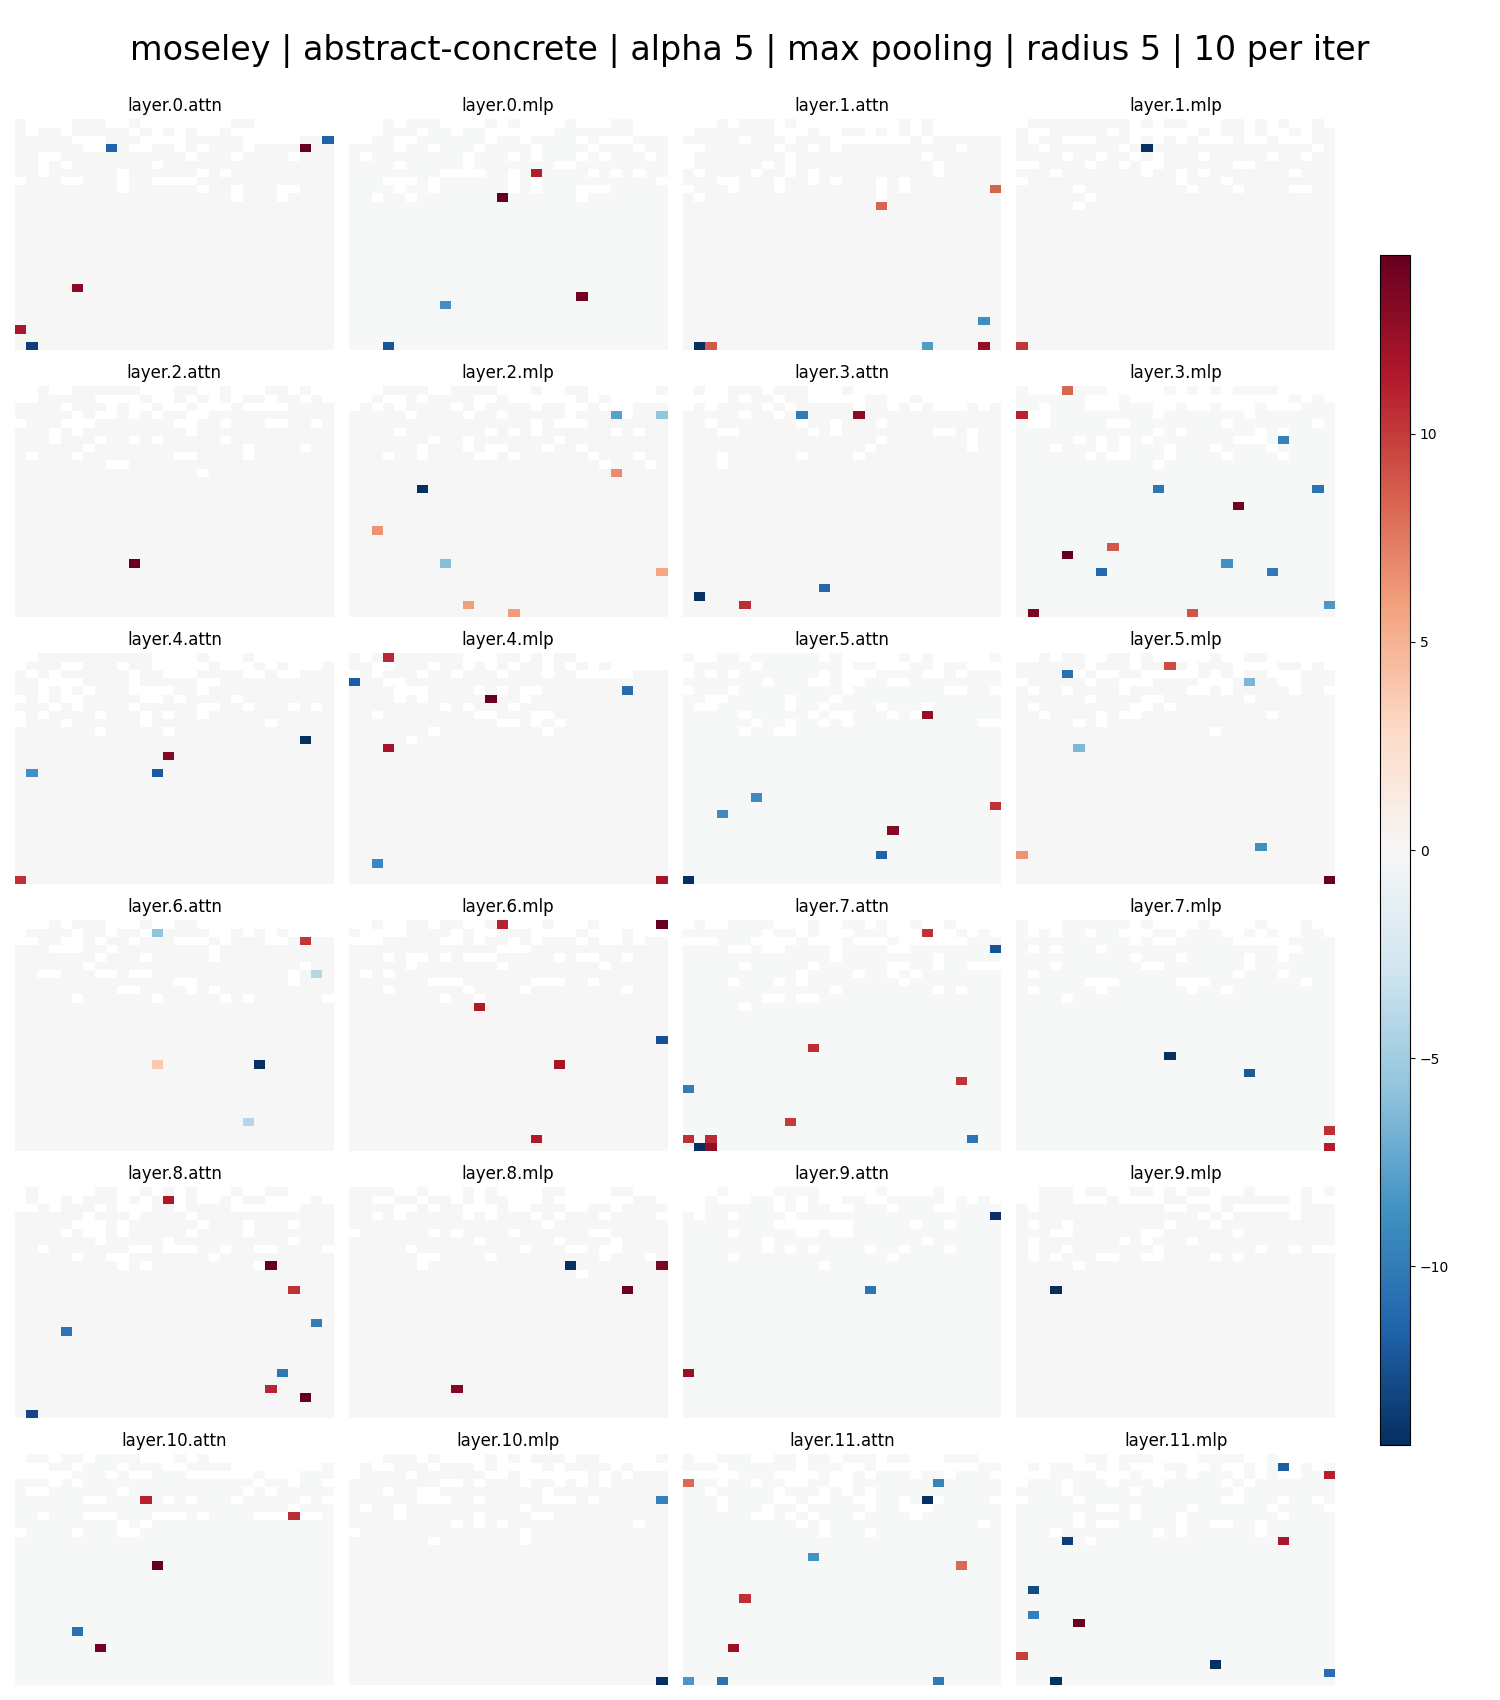 moseley | abstract-concrete | alpha 5 | max pooling | radius 5 | 10 per iter
layer.0.attn
layer.0.mlp
layer.1.attn
layer.1.mlp
layer.2.attn
layer.2.mlp
layer.3.attn
layer.3.mlp
layer.4.attn
layer.4.mlp
layer.5.attn
layer.5.mlp
layer.6.attn
layer.6.mlp
layer.7.attn
layer.7.mlp
layer.8.attn
layer.8.mlp
layer.9.attn
layer.9.mlp
layer.10.attn
layer.10.mlp
layer.11.attn
layer.11.mlp
10
5
0
−5
−10